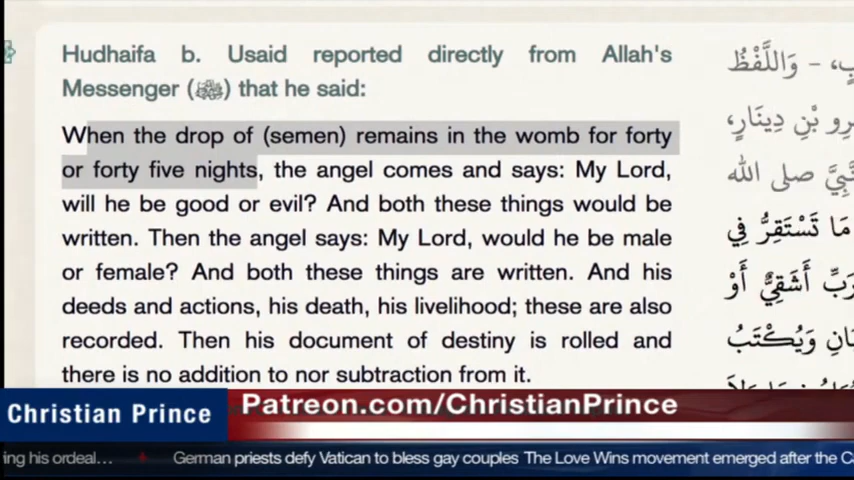 Hudhaifa b. Usaid reported directly from Allah's
Messenger (ﷺ) that he said:
When the drop of (semen) remains in the womb for forty
or forty five nights, the angel comes and says: My Lord,
will he be good or evil? And both these things would be
written. Then the angel says: My Lord, would he be male
or female? And both these things are written. And his
deeds and actions, his death, his livelihood; these are also
recorded. Then his document of destiny is rolled and
there is no addition to nor subtraction from it.
- وَاللَّفْظُ
بْنِ دِينَارٍ،
صلى الله
مَا تَسْتَقِرُّ فِي
أَشَقِيٌّ أَوْ
وَيُكْتَبُ
Christian Prince
Patreon.com/ChristianPrince
ing his ordeal... German priests defy Vatican to bless gay couples The Love Wins movement emerged after the